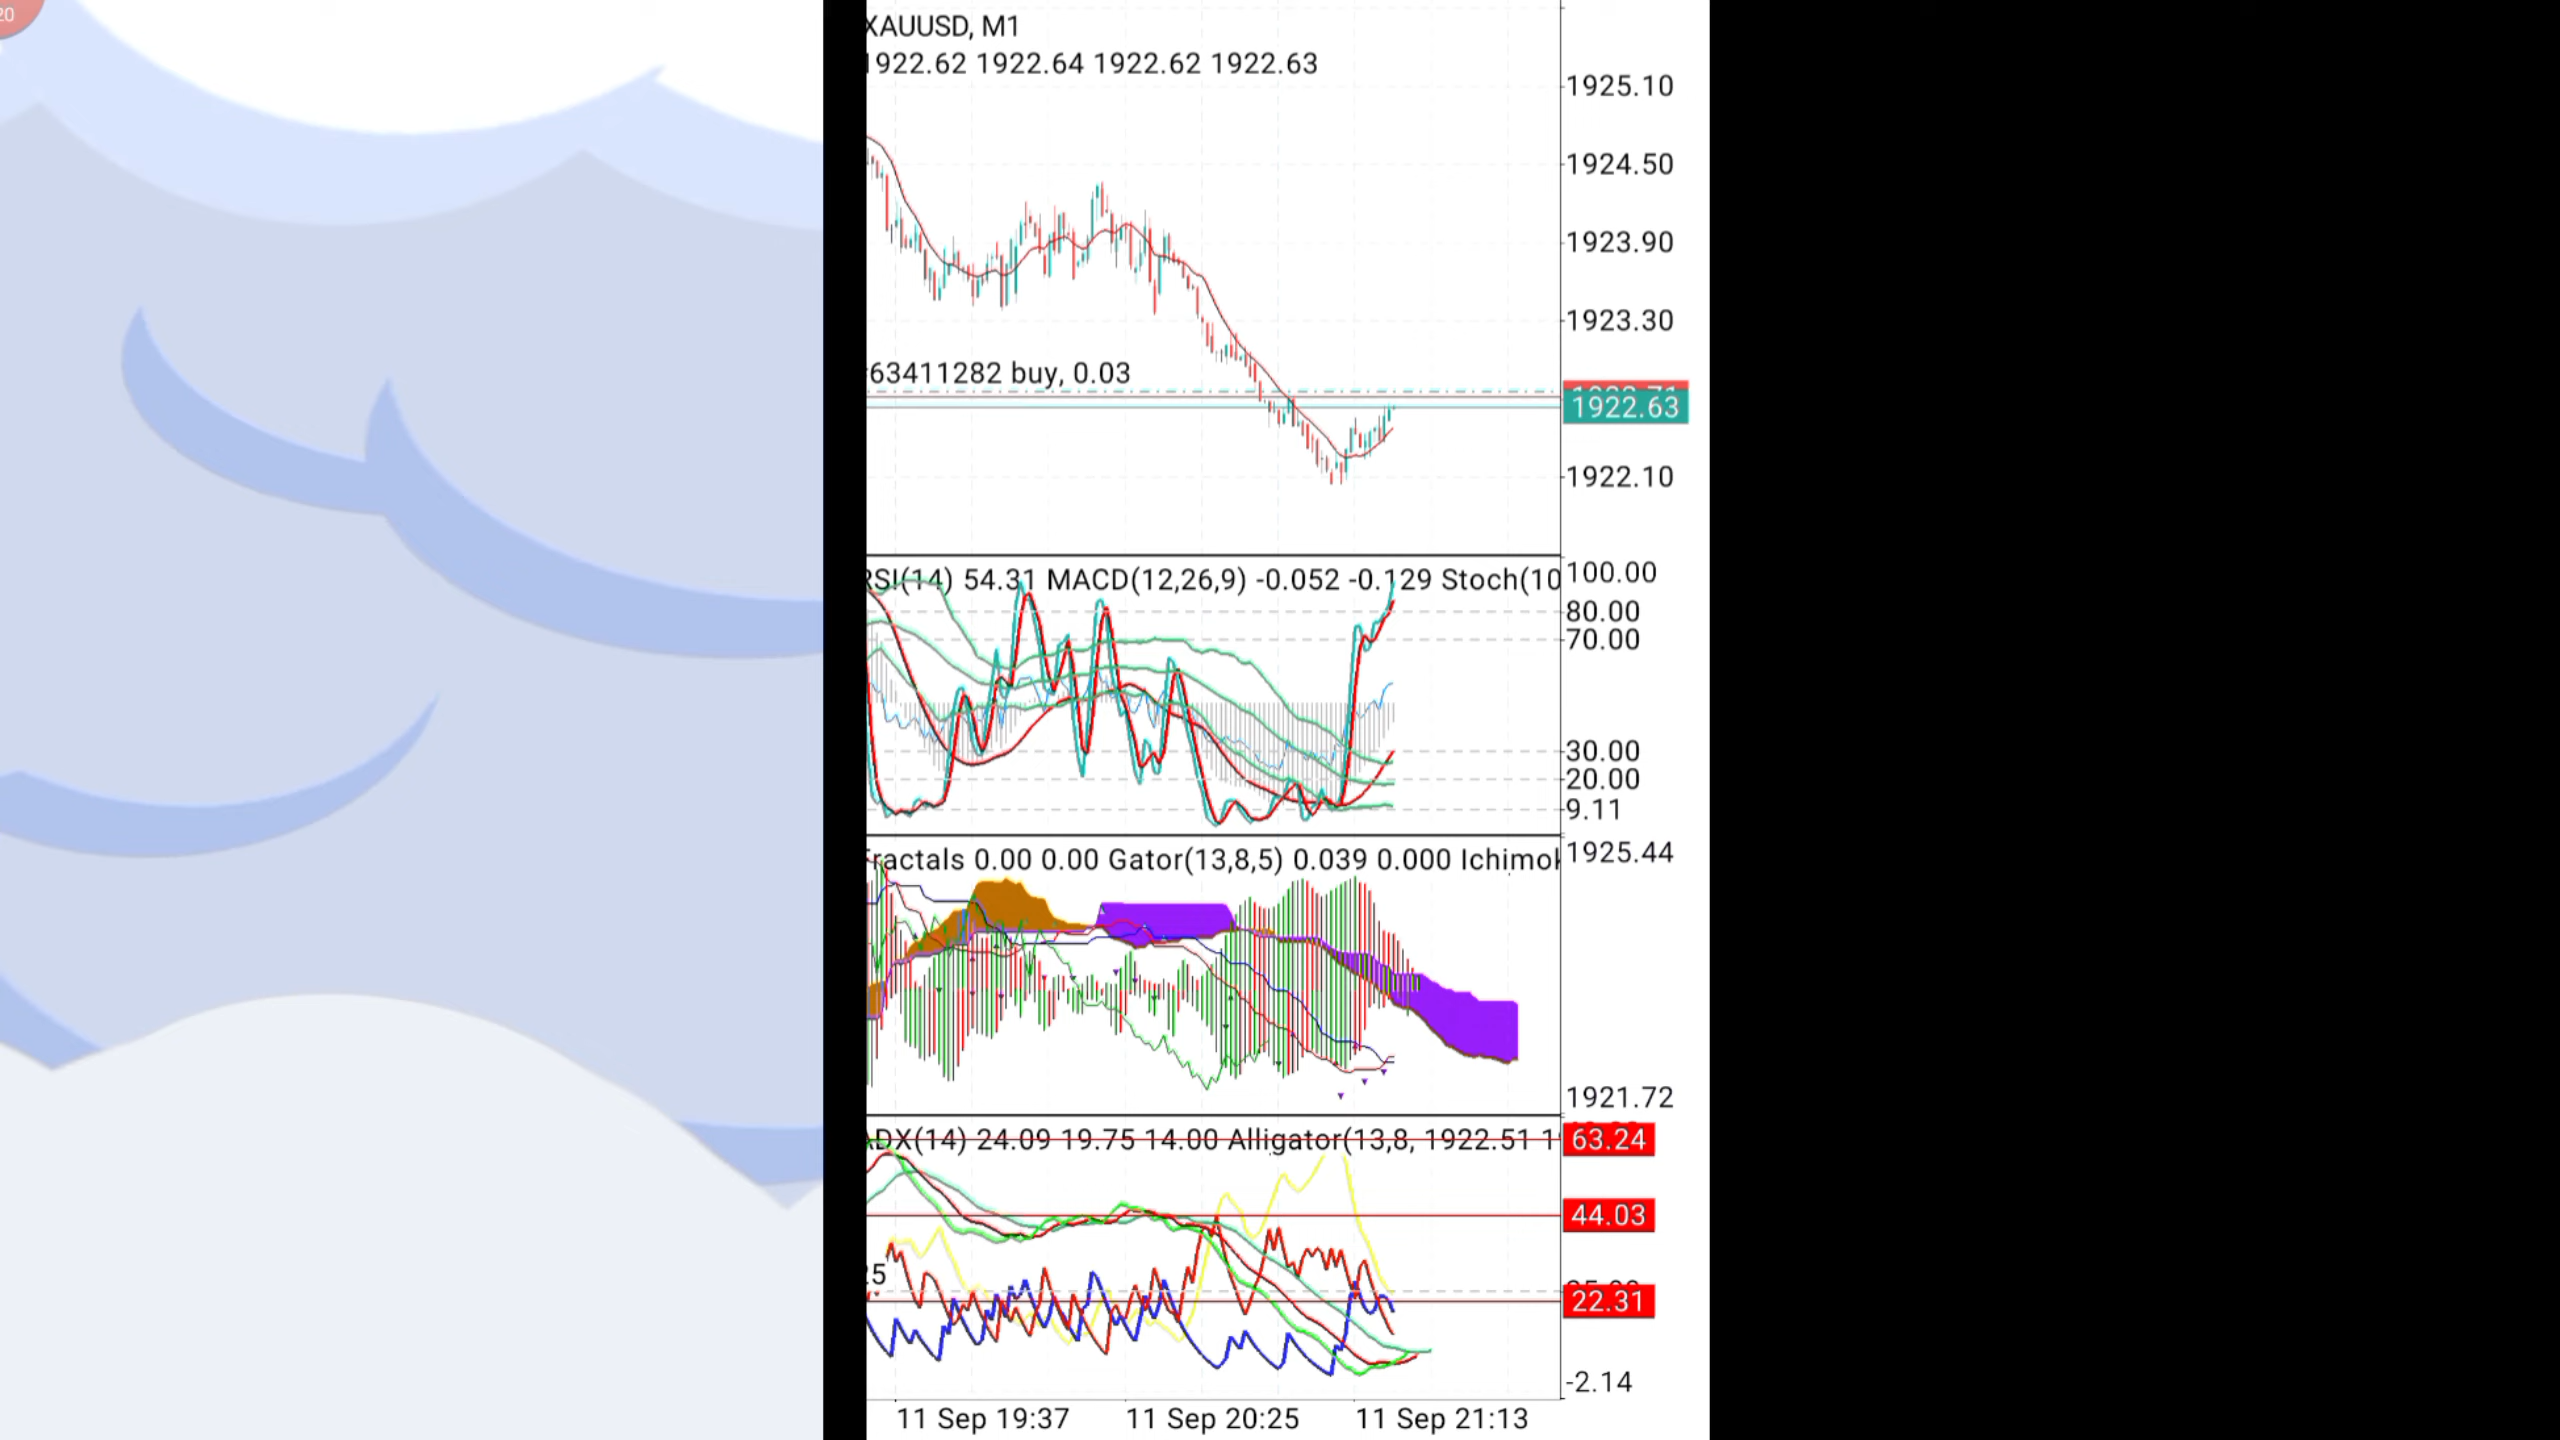 20
XAUUSD, M1
1922.62 1922.64 1922.62 1922.63
1925.10
1924.50
1923.90
1923.30
63411282 buy, 0.03
1922.63
1922.10
RSI(14) 54.31 MACD(12,26,9) -0.052 -0.129 Stoch(10
100.00
80.00
70.00
30.00
20.00
9.11
Fractals 0.00 0.00 Gator(13,8,5) 0.039 0.000 Ichimok
1925.44
1921.72
ADX(14) 24.09 19.75 14.00 Alligator(13,8, 1922.51 1
63.24
44.03
25
22.31
-2.14
11 Sep 19:37
11 Sep 20:25
11 Sep 21:13